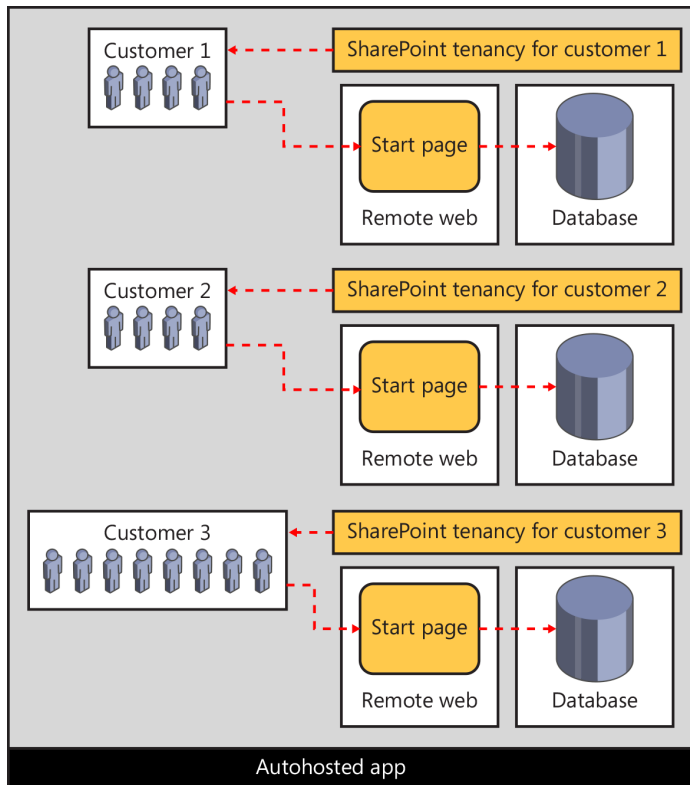 Customer 1
SharePoint tenancy for customer 1
Start page
Remote web
Database
Customer 2
SharePoint tenancy for customer 2
Start page
Remote web
Database
Customer 3
SharePoint tenancy for customer 3
Start page
Remote web
Database
Autohosted app